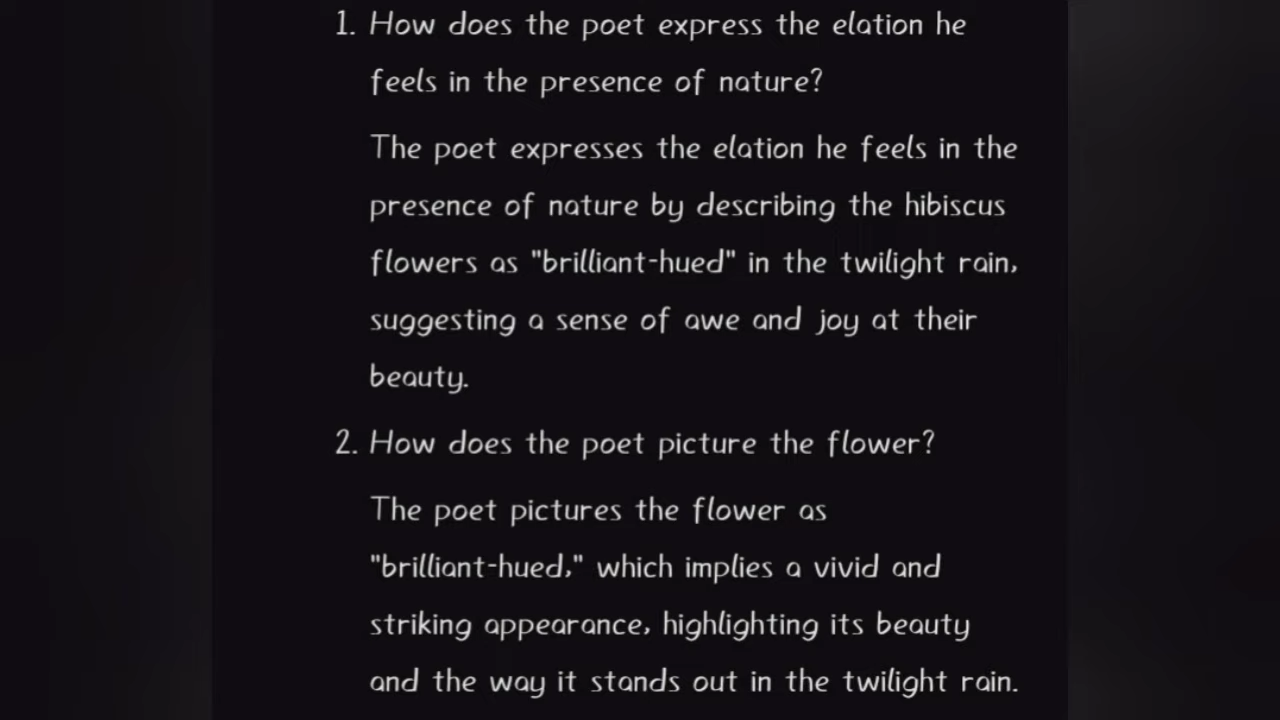 1. How does the poet express the elation he
feels in the presence of nature?
The poet expresses the elation he feels in the
presence of nature by describing the hibiscus
flowers as "brilliant-hued" in the twilight rain,
suggesting a sense of awe and joy at their
beauty.
2. How does the poet picture the flower?
The poet pictures the flower as
"brilliant-hued," which implies a vivid and
striking appearance, highlighting its beauty
and the way it stands out in the twilight rain.